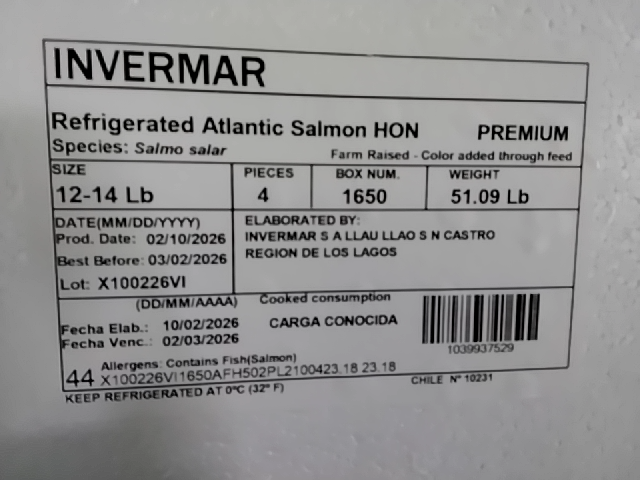 INVERMAR
Refrigerated Atlantic Salmon HON PREMIUM
Species: Salmo salar Farm Raised - Color added through feed
SIZE PIECES BOX NUM. WEIGHT
12-14 Lb 4 1650 51.09 Lb
DATE(MM/DD/YYYY) ELABORATED BY:
Prod. Date: 02/10/2026 INVERMAR S A LLAU LLAO S N CASTRO
Best Before: 03/02/2026 REGION DE LOS LAGOS
Lot: X100226VI
(DD/MM/AAAA) Cooked consumption
Fecha Elab.: 10/02/2026 CARGA CONOCIDA
Fecha Venc.: 02/03/2026
1039937529
Allergens: Contains Fish(Salmon)
44 X100226VI1650AFH502PL2100423.18 23.18
CHILE Nº 10231
KEEP REFRIGERATED AT 0ºC (32º F)